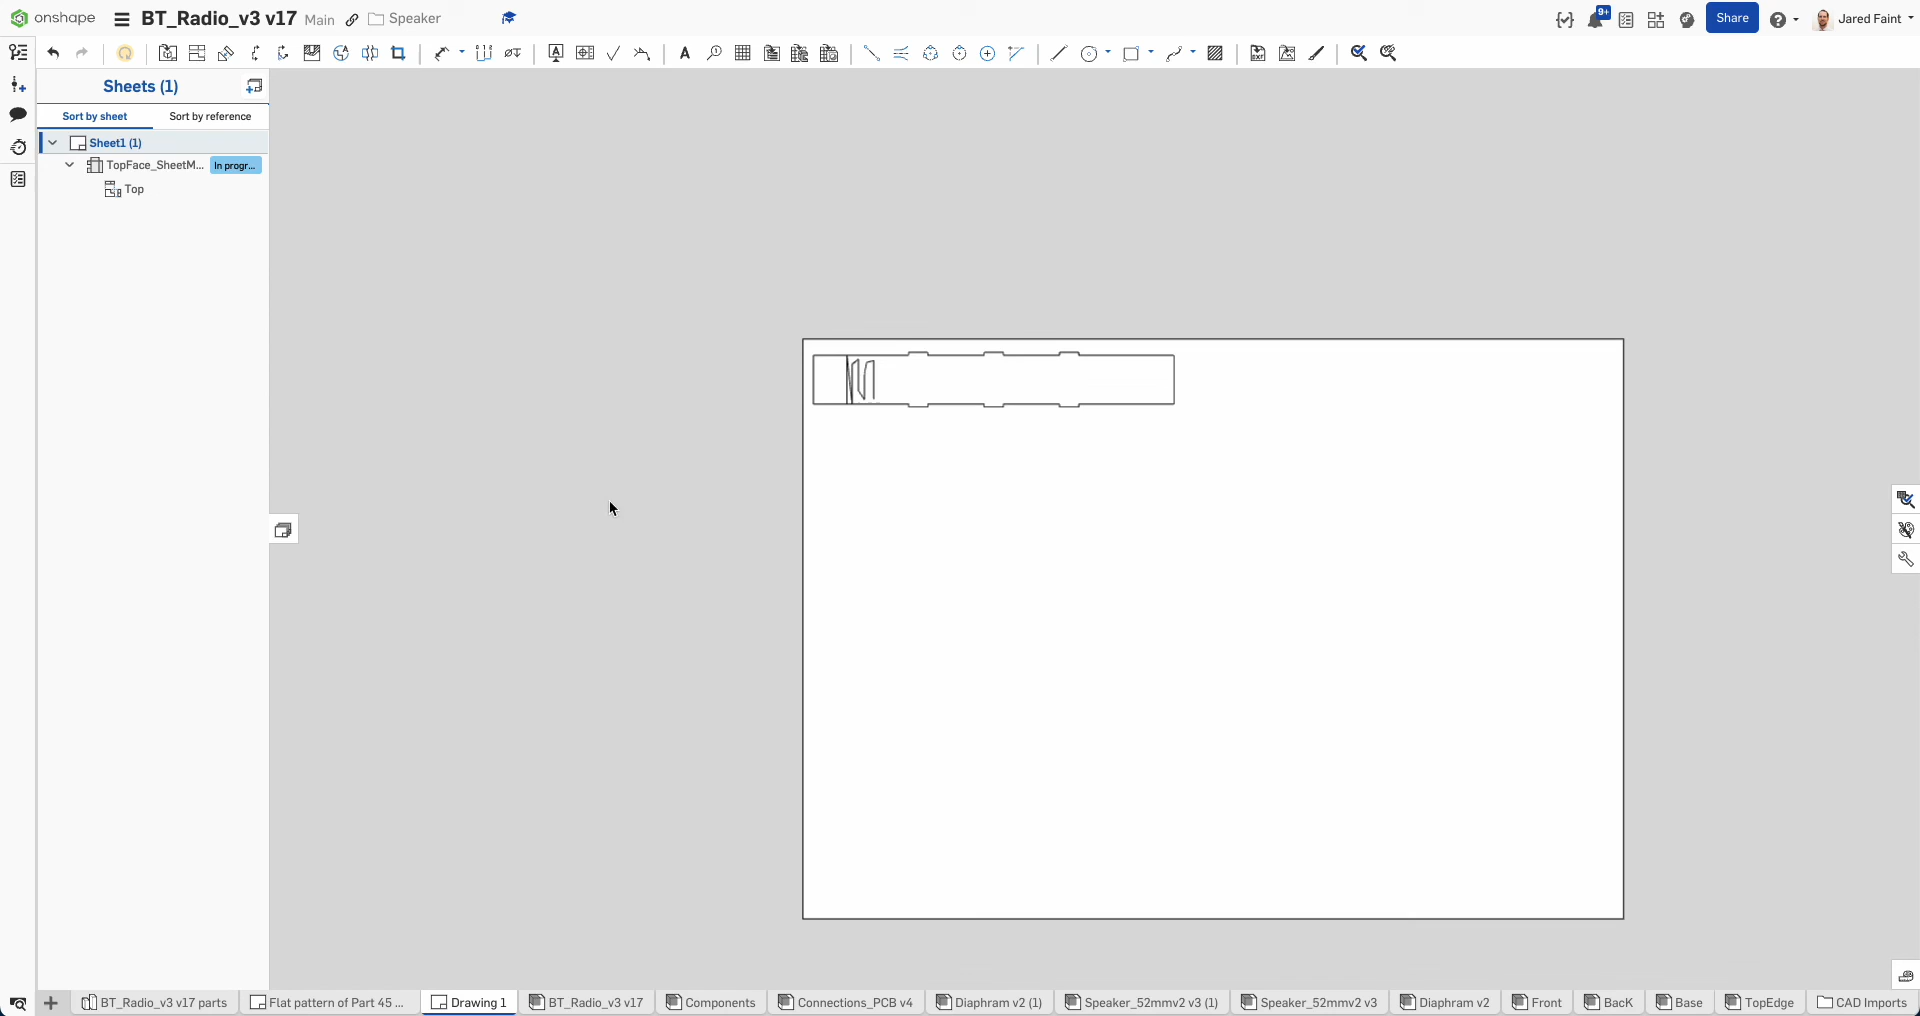 onshape BT_Radio_v3 v17 Main Speaker 9+ Share Jared Faint
Sheets (1)
Sort by sheet Sort by reference
Sheet1 (1)
TopFace_SheetM... In progr...
Top
BT_Radio_v3 v17 parts Flat pattern of Part 45 ... Drawing 1 BT_Radio_v3 v17 Components Connections_PCB v4 Diaphram v2 (1) Speaker_52mmv2 v3 (1) Speaker_52mmv2 v3 Diaphram v2 Front BacK Base TopEdge CAD Imports